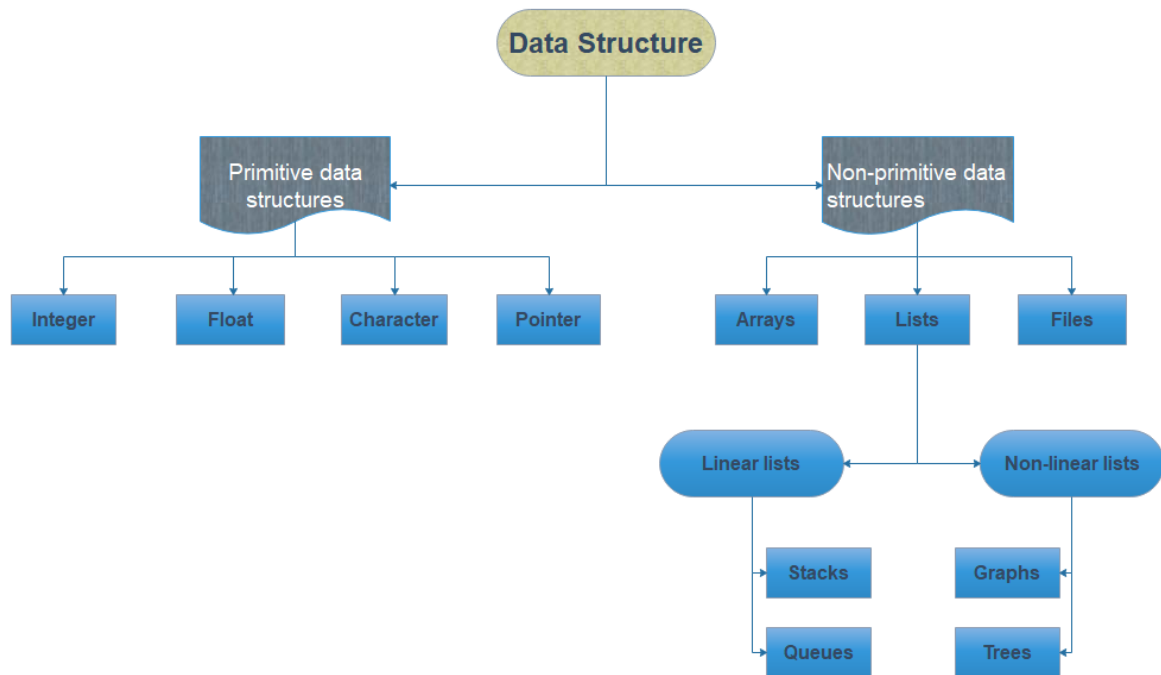 Data Structure
Primitive data
structures
Non-primitive data
structures
Integer
Float
Character
Pointer
Arrays
Lists
Files
Linear lists
Non-linear lists
Stacks
Graphs
Queues
Trees